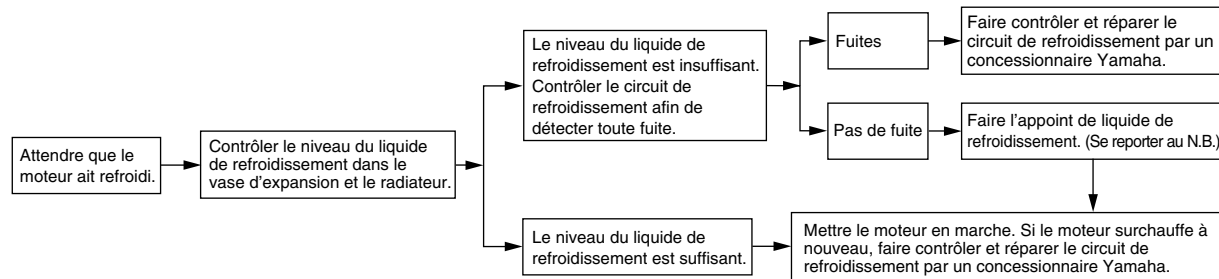 Attendre que le
moteur ait refroidi.
Contrôler le niveau du liquide
de refroidissement dans le
vase d’expansion et le radiateur.
Le niveau du liquide de
refroidissement est insuffisant.
Contrôler le circuit de
refroidissement afin de
détecter toute fuite.
Fuites
Faire contrôler et réparer le
circuit de refroidissement par un
concessionnaire Yamaha.
Pas de fuite
Faire l’appoint de liquide de
refroidissement. (Se reporter au N.B.)
Le niveau du liquide de
refroidissement est suffisant.
Mettre le moteur en marche. Si le moteur surchauffe à
nouveau, faire contrôler et réparer le circuit de
refroidissement par un concessionnaire Yamaha.